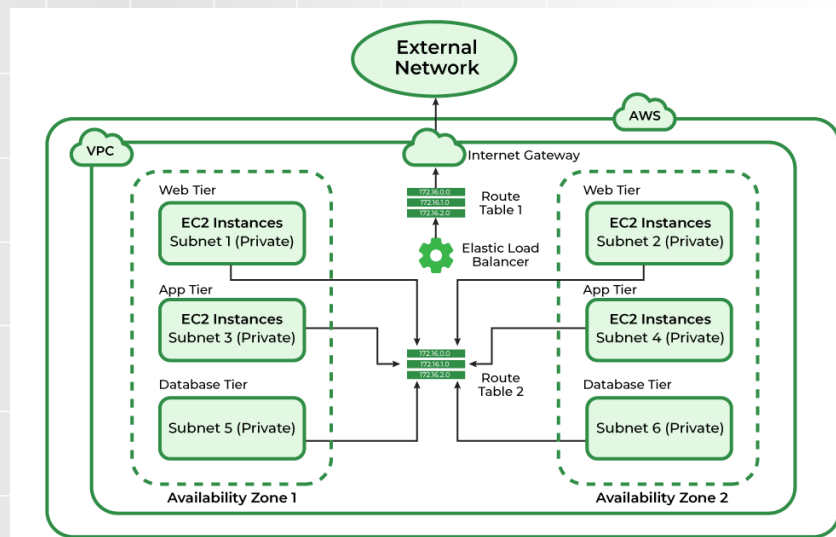 External
Network
AWS
VPC
Internet Gateway
Web Tier
EC2 Instances
Subnet 1 (Private)
App Tier
EC2 Instances
Subnet 3 (Private)
Database Tier
Subnet 5 (Private)
Availability Zone 1
172.16.0.0
172.16.1.0
172.16.2.0
Route
Table 1
Elastic Load
Balancer
172.16.0.0
172.16.1.0
172.16.2.0
Route
Table 2
Web Tier
EC2 Instances
Subnet 2 (Private)
App Tier
EC2 Instances
Subnet 4 (Private)
Database Tier
Subnet 6 (Private)
Availability Zone 2